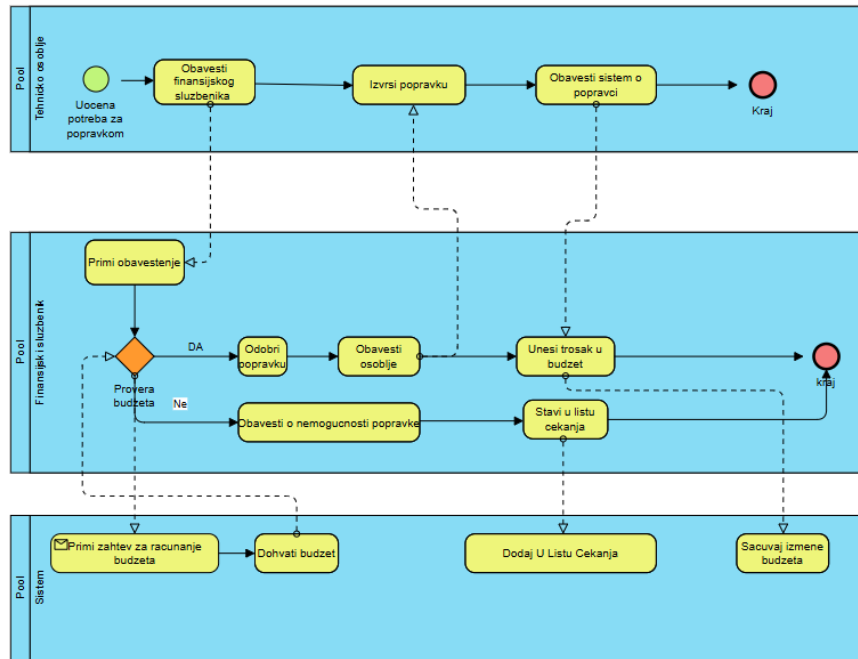 Pool
Tehnicko osoblje
Uocena
potreba za
popravkom
Obavesti
finansijskog
sluzbenika
Izvrsi popravku
Obavesti sistem o
popravci
Kraj
Pool
Finansijski sluzbenik
Primi obavestenje
Provera
budzeta
DA
Odobri
popravku
Obavesti
osoblje
Unesi trosak u
budzet
kraj
Ne
Obavesti o nemogucnosti popravke
Stavi u listu
cekanja
Pool
Sistem
Primi zahtev za racunanje
budzeta
Dohvati budzet
Dodaj U Listu Cekanja
Sacuvaj izmene
budzeta